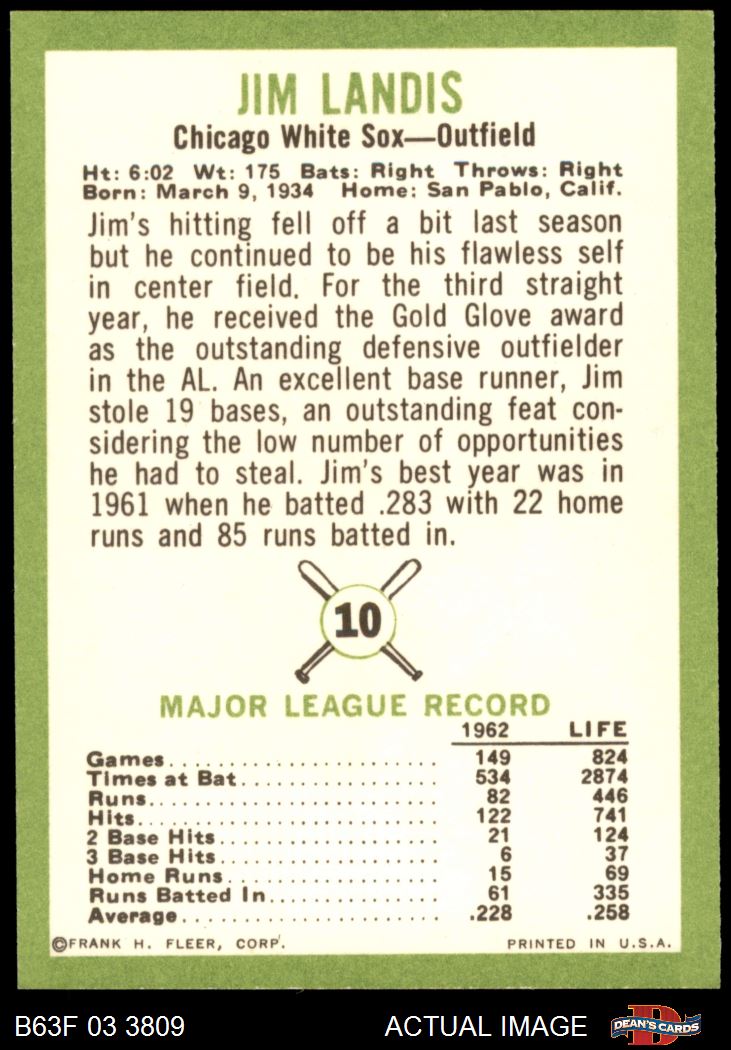 JIM LANDIS
Chicago White Sox—Outfield
Ht: 6:02 Wt: 175 Bats: Right Throws: Right
Born: March 9, 1934 Home: San Pablo, Calif.
Jim's hitting fell off a bit last season
but he continued to be his flawless self
in center field. For the third straight
year, he received the Gold Glove award
as the outstanding defensive outfielder
in the AL. An excellent base runner, Jim
stole 19 bases, an outstanding feat con-
sidering the low number of opportunities
he had to steal. Jim's best year was in
1961 when he batted .283 with 22 home
runs and 85 runs batted in.
10
MAJOR LEAGUE RECORD
1962 LIFE
Games 149 824
Times at Bat 534 2874
Runs 82 446
Hits 122 741
2 Base Hits 21 124
3 Base Hits 6 37
Home Runs 15 69
Runs Batted In 61 335
Average .228 .258
©FRANK H. FLEER, CORP. PRINTED IN U.S.A.
B63F 03 3809 ACTUAL IMAGE DEAN'S CARDS